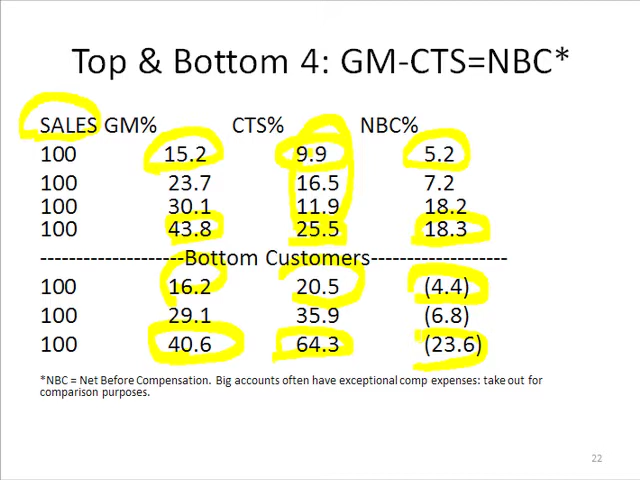 Top & Bottom 4: GM-CTS=NBC*
SALES GM% CTS% NBC%
100 15.2 9.9 5.2
100 23.7 16.5 7.2
100 30.1 11.9 18.2
100 43.8 25.5 18.3
--------------------Bottom Customers-------------------
100 16.2 20.5 (4.4)
100 29.1 35.9 (6.8)
100 40.6 64.3 (23.6)
*NBC = Net Before Compensation. Big accounts often have exceptional comp expenses: take out for
comparison purposes.
22